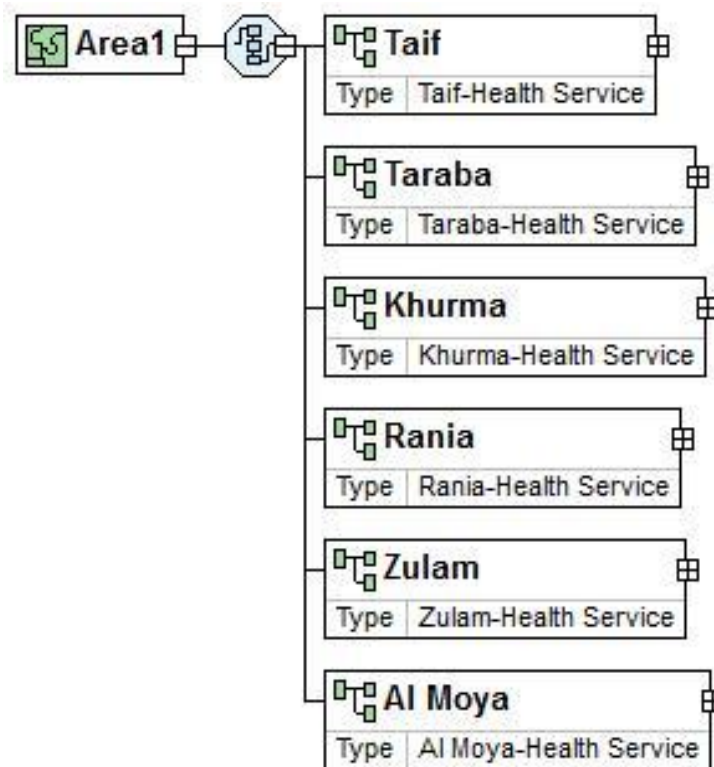 Area1
Taif
Type Taif-Health Service
Taraba
Type Taraba-Health Service
Khurma
Type Khurma-Health Service
Rania
Type Rania-Health Service
Zulam
Type Zulam-Health Service
Al Moya
Type Al Moya-Health Service